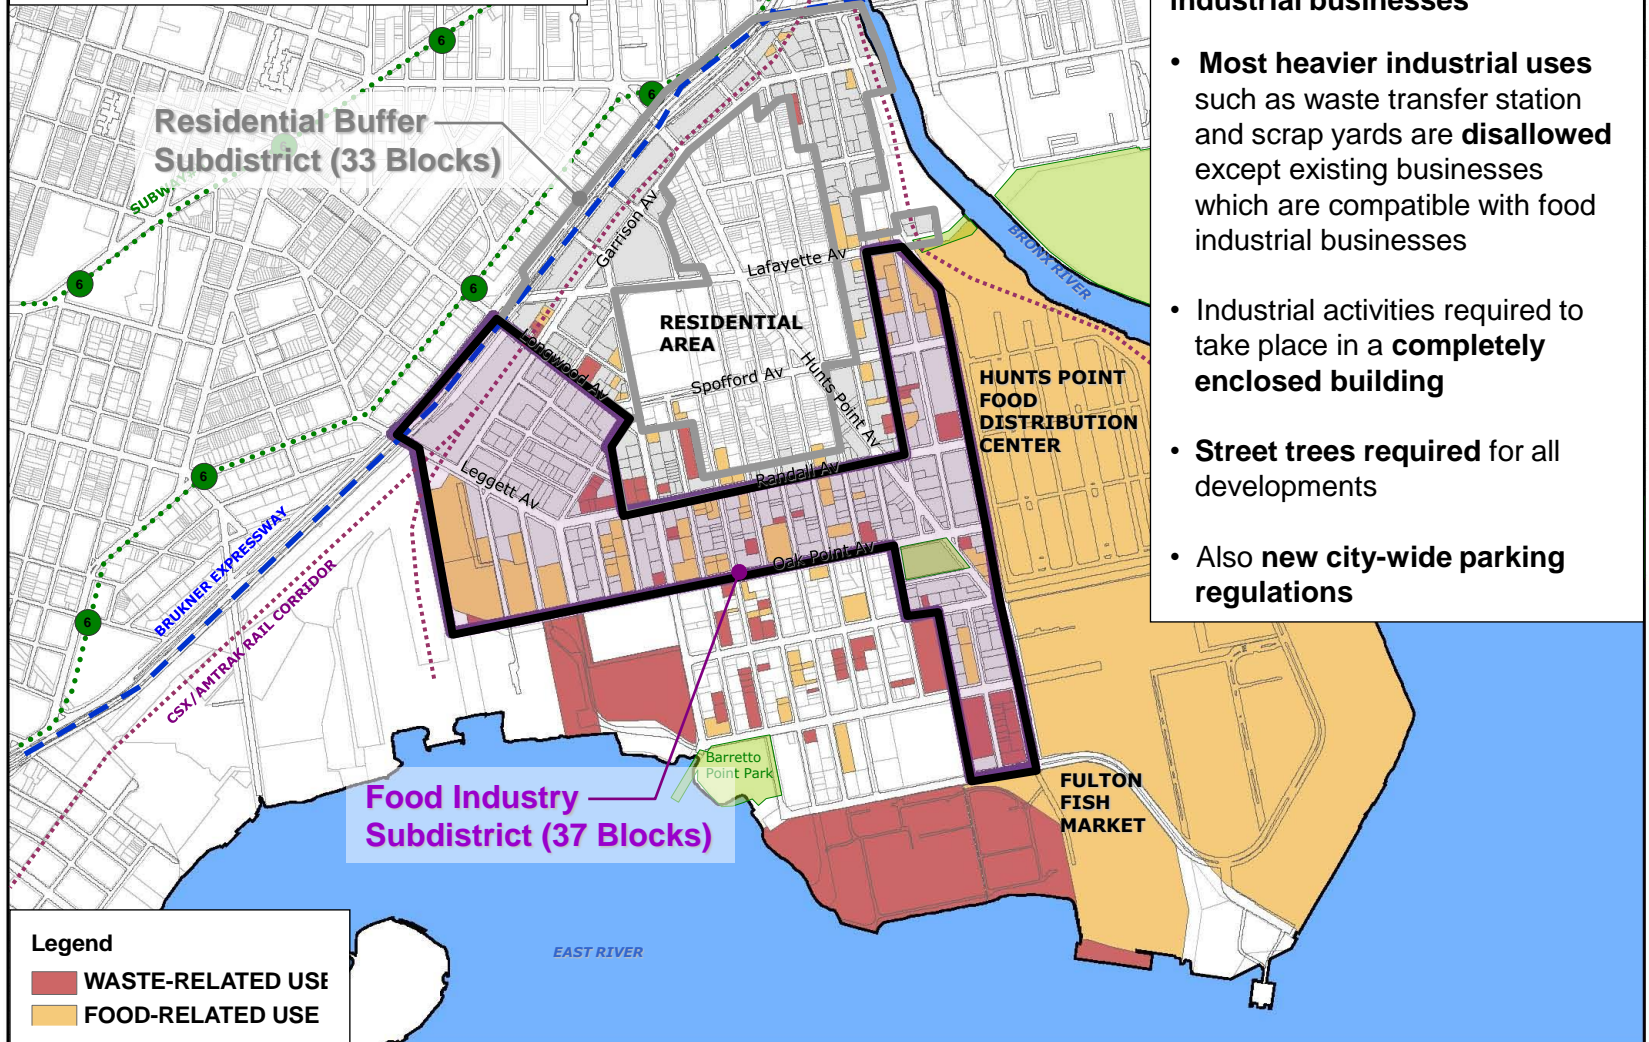 industrial businesses
• Most heavier industrial uses
such as waste transfer station
and scrap yards are disallowed
except existing businesses
which are compatible with food
industrial businesses
• Industrial activities required to
take place in a completely
enclosed building
• Street trees required for all
developments
• Also new city-wide parking
regulations
6
6
6
6
6
6
6
Residential Buffer
Subdistrict (33 Blocks)
SUBWAY
Garrison Av
Lafayette Av
BRONX RIVER
RESIDENTIAL
AREA
Longwood Av
Spofford Av
Hunts Point Av
HUNTS POINT
FOOD
DISTRIBUTION
CENTER
Randall Av
Leggett Av
Oak Point Av
BRUKNER EXPRESSWAY
CSX/AMTRAK RAIL CORRIDOR
Barretto
Point Park
Food Industry
Subdistrict (37 Blocks)
FULTON
FISH
MARKET
EAST RIVER
Legend
WASTE-RELATED USE
FOOD-RELATED USE